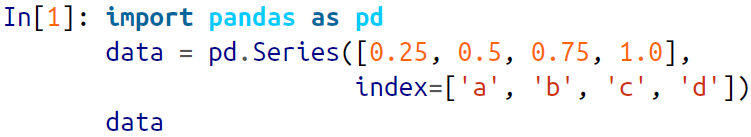 In[1]: import pandas as pd
data = pd.Series([0.25, 0.5, 0.75, 1.0],
index=['a', 'b', 'c', 'd'])
data